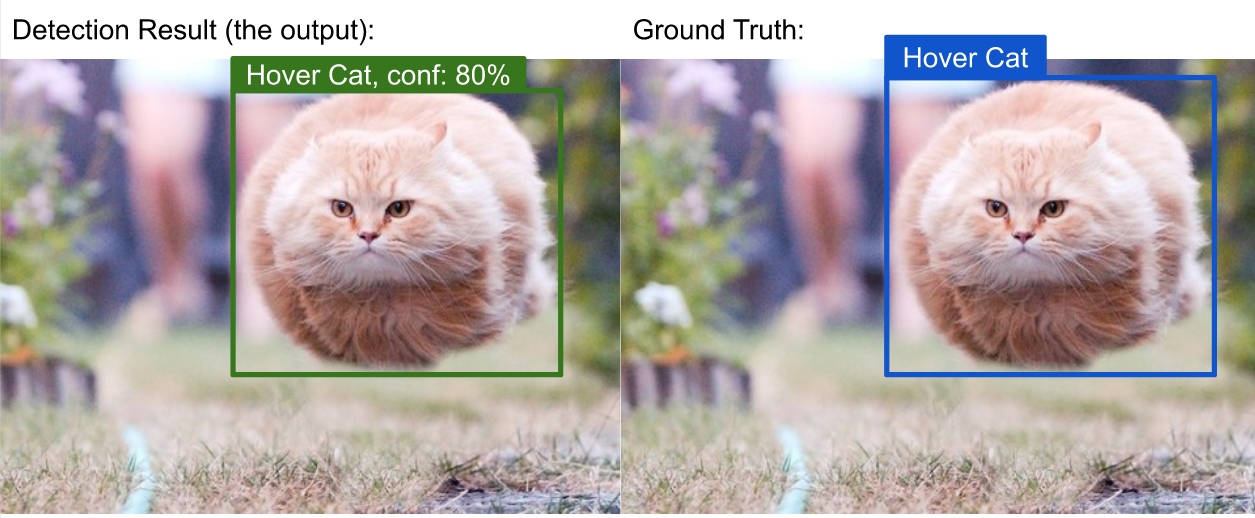 Detection Result (the output):
Ground Truth:
Hover Cat, conf: 80%
Hover Cat